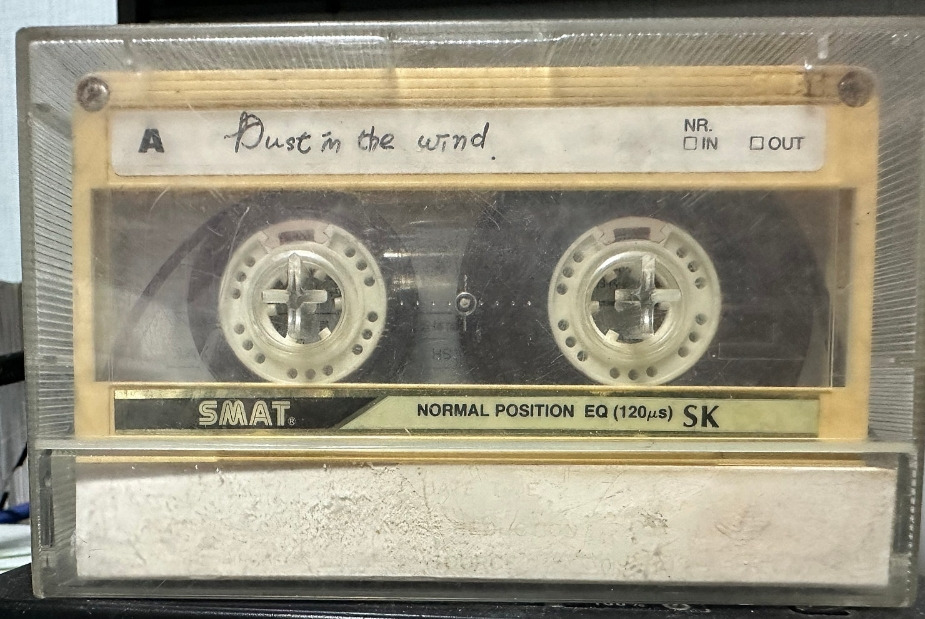 A Dust in the wind.
NR.
IN OUT
SMAT® NORMAL POSITION EQ (120μs) SK